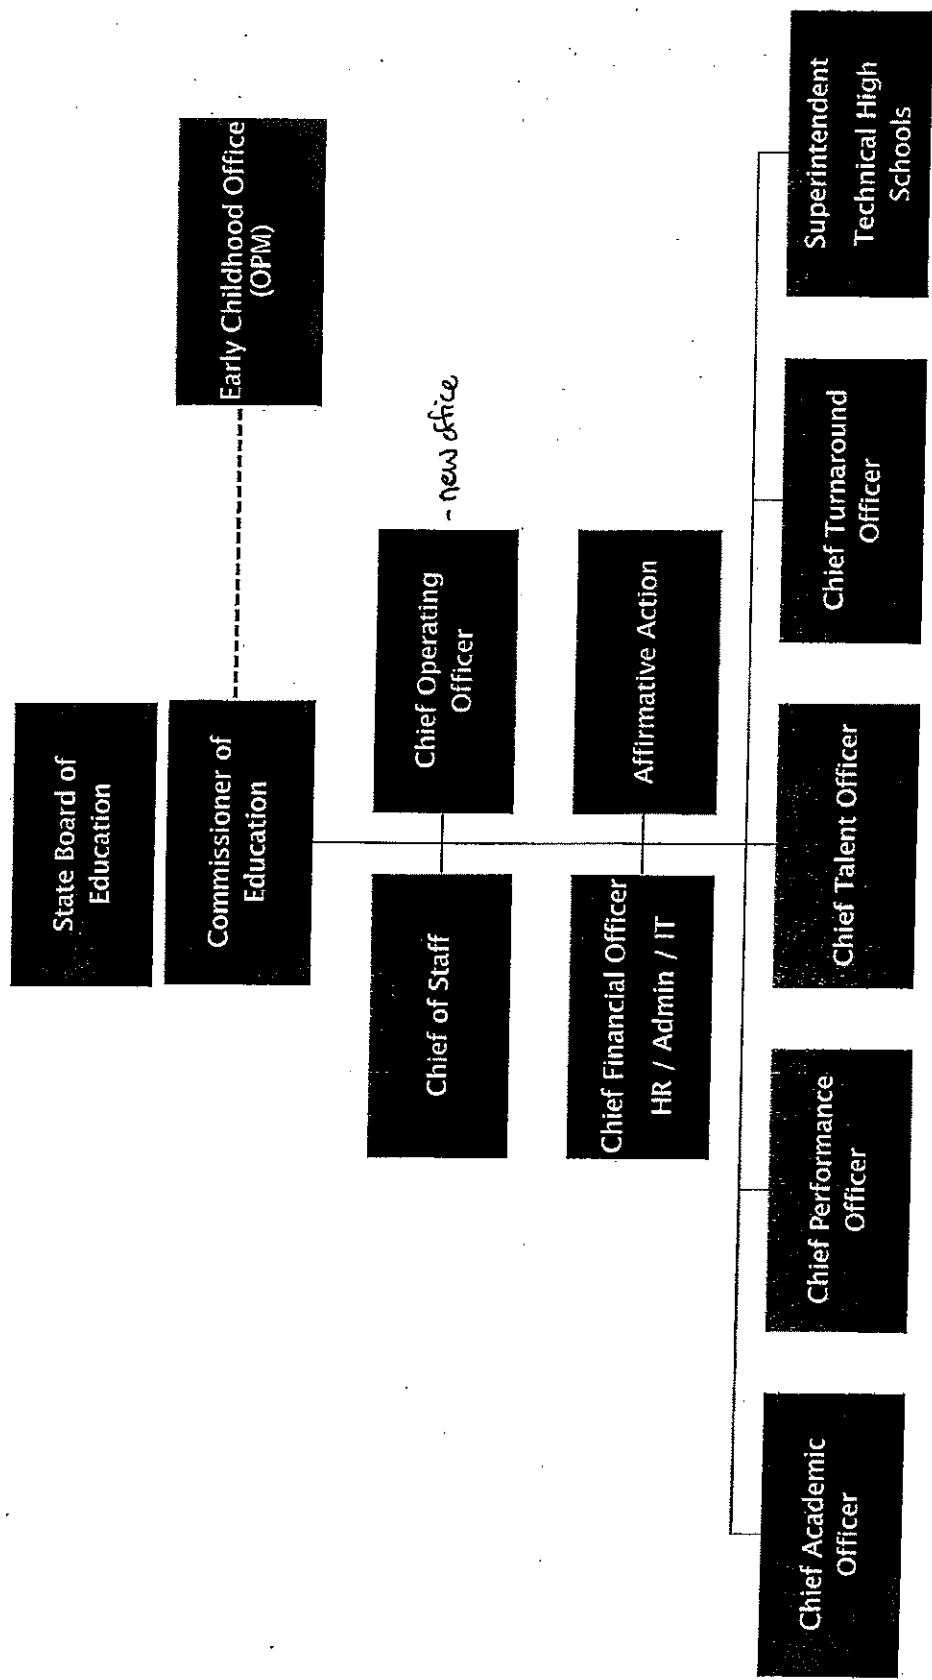 State Board of
Education
Commissioner of
Education
Early Childhood Office
(OPM)
Chief of Staff
Chief Operating
Officer
- new office
Chief Financial Officer
HR / Admin / IT
Affirmative Action
Chief Academic
Officer
Chief Performance
Officer
Chief Talent Officer
Chief Turnaround
Officer
Superintendent
Technical High
Schools